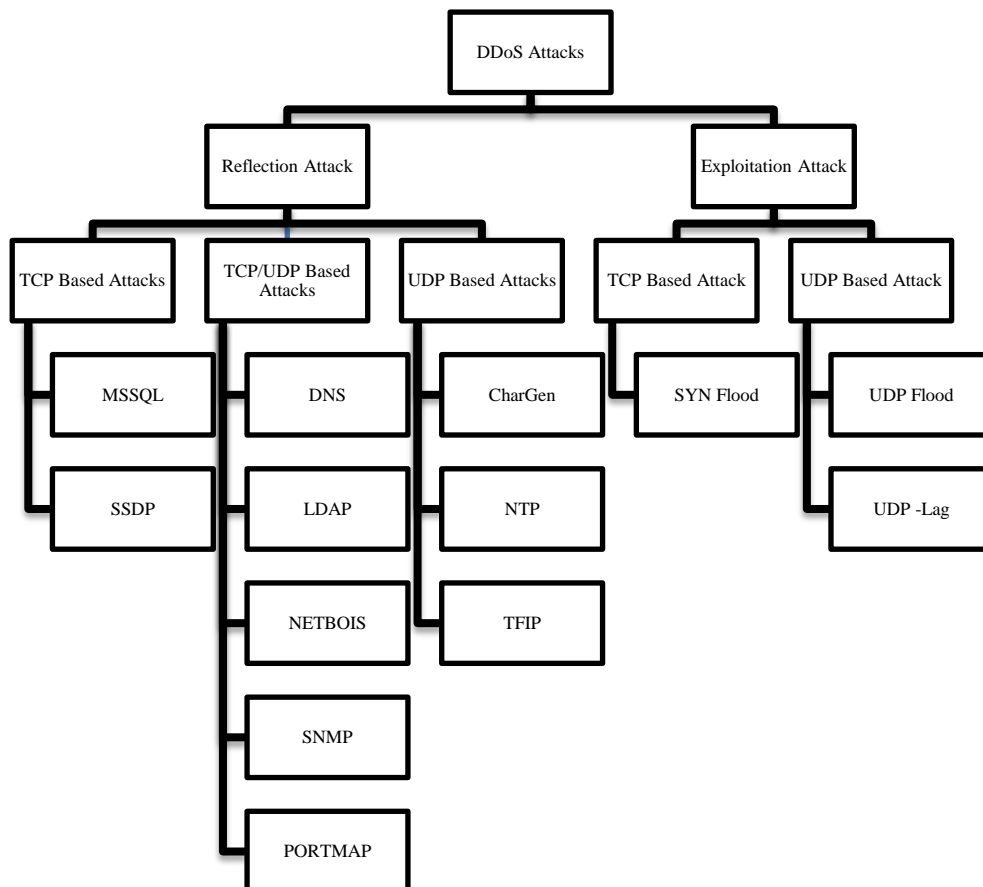 DDoS Attacks
Reflection Attack
Exploitation Attack
TCP Based Attacks
TCP/UDP Based
Attacks
UDP Based Attacks
TCP Based Attack
UDP Based Attack
MSSQL
DNS
CharGen
SYN Flood
UDP Flood
SSDP
LDAP
NTP
UDP -Lag
NETBOIS
TFIP
SNMP
PORTMAP